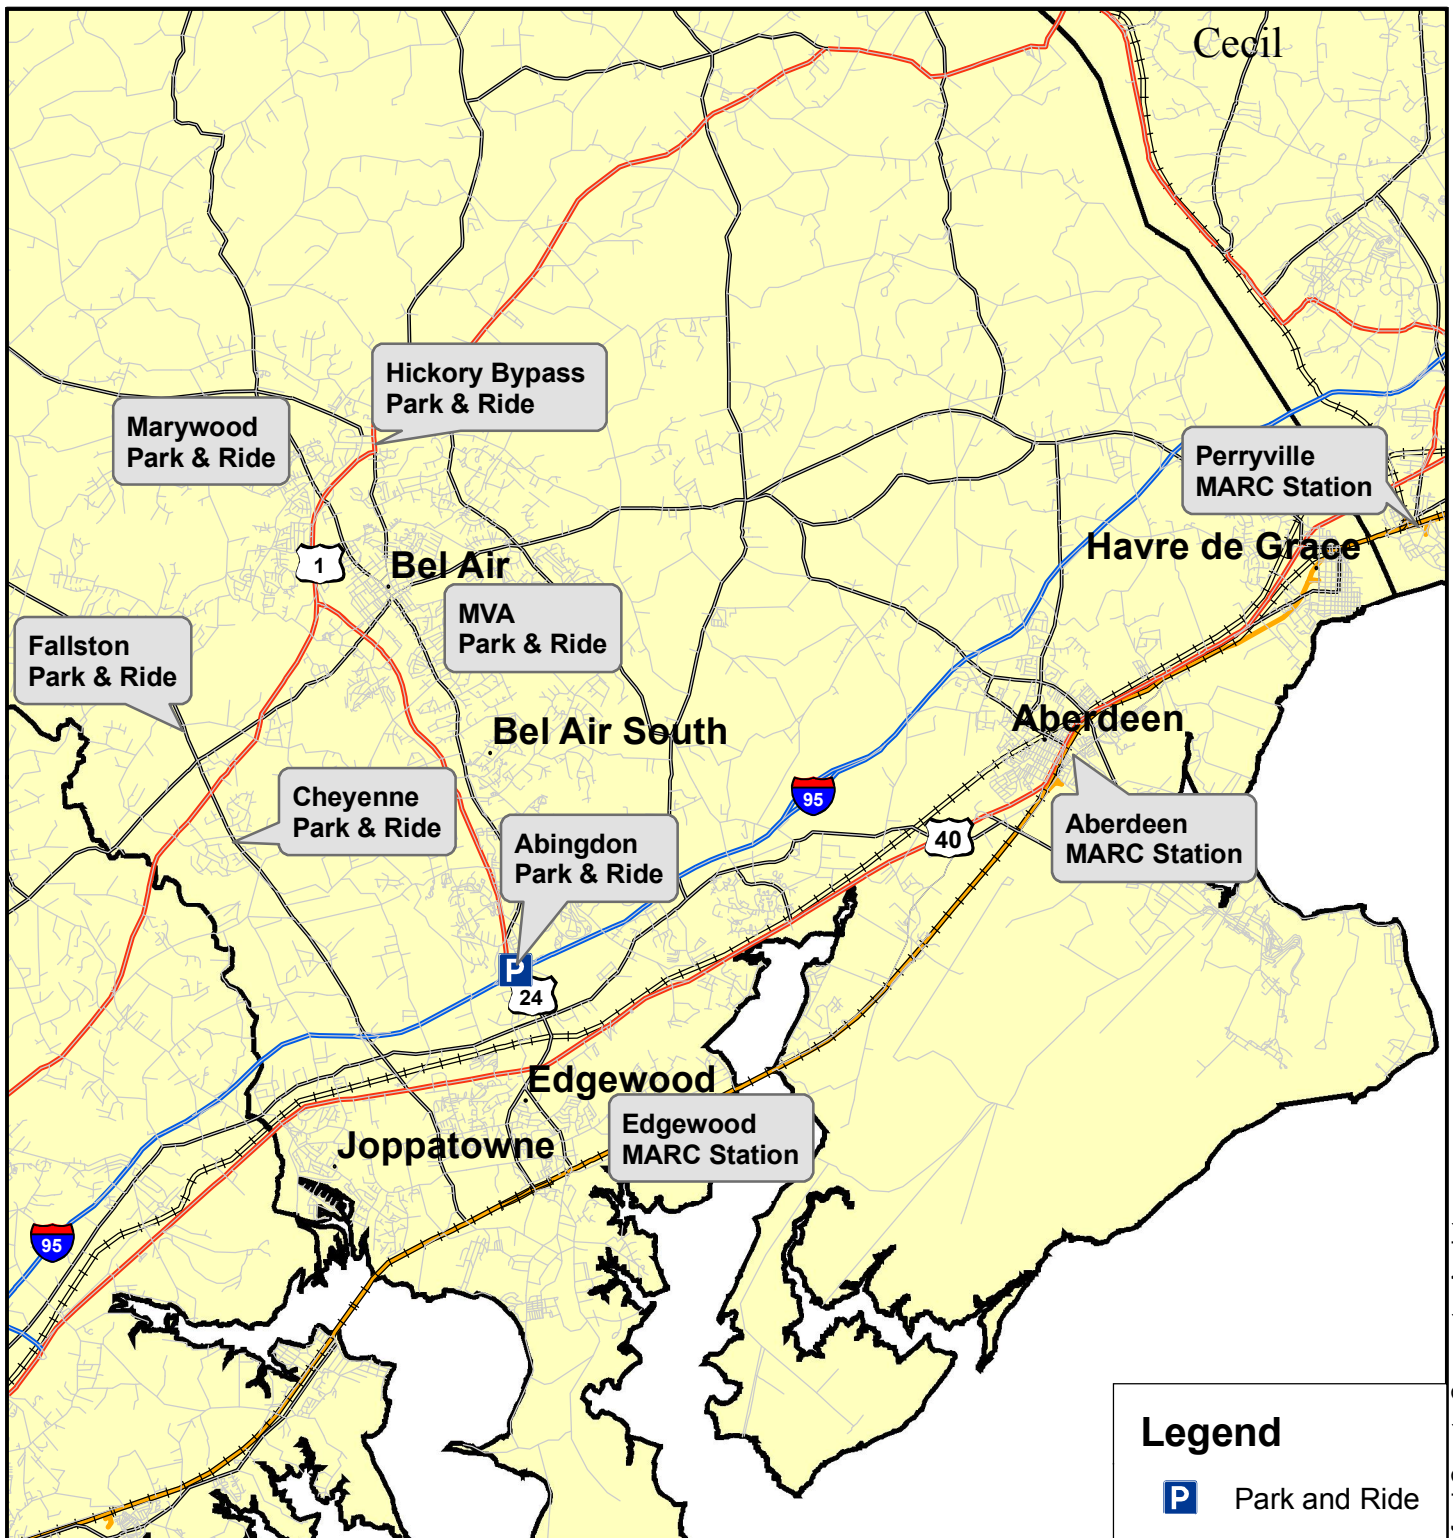 Cecil
Hickory Bypass
Park & Ride
Marywood
Park & Ride
Perryville
MARC Station
Havre de Grace
1
Bel Air
MVA
Park & Ride
Fallston
Park & Ride
Bel Air South
Aberdeen
Cheyenne
Park & Ride
95
Abingdon
Park & Ride
40
Aberdeen
MARC Station
P
24
Edgewood
Edgewood
MARC Station
Joppatowne
95
Legend
P Park and Ride